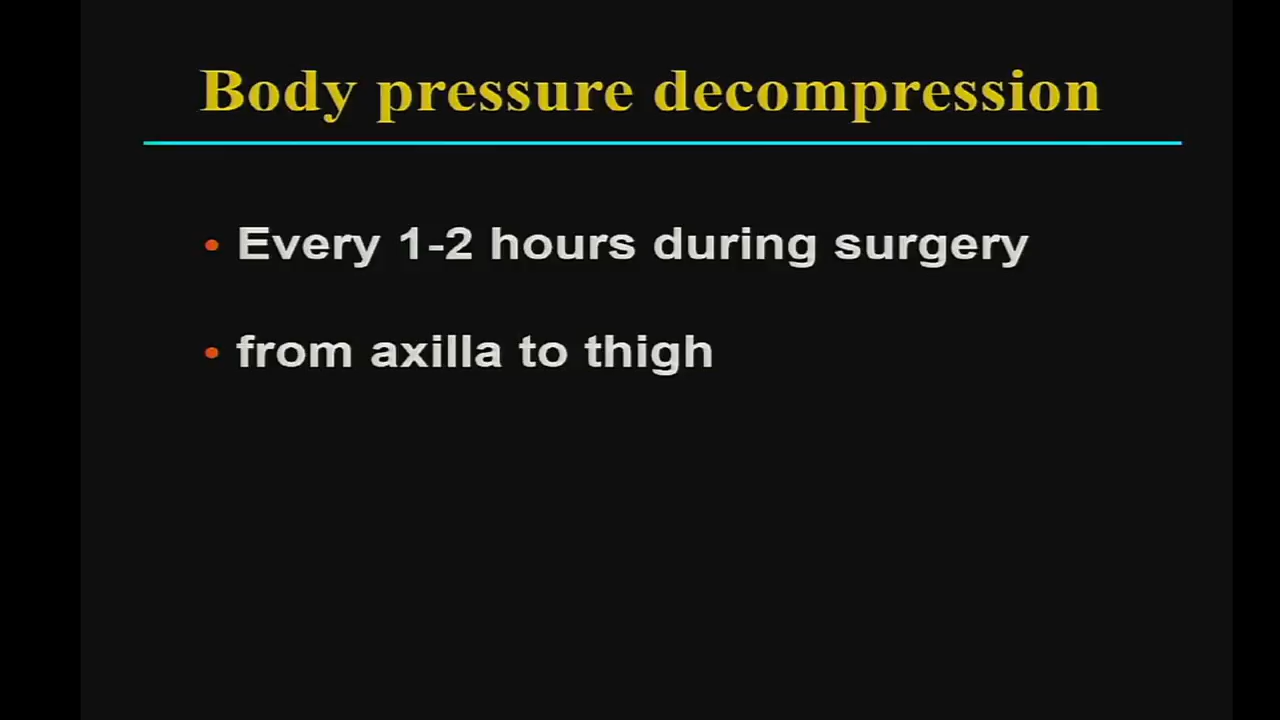 Body pressure decompression
• Every 1-2 hours during surgery
• from axilla to thigh